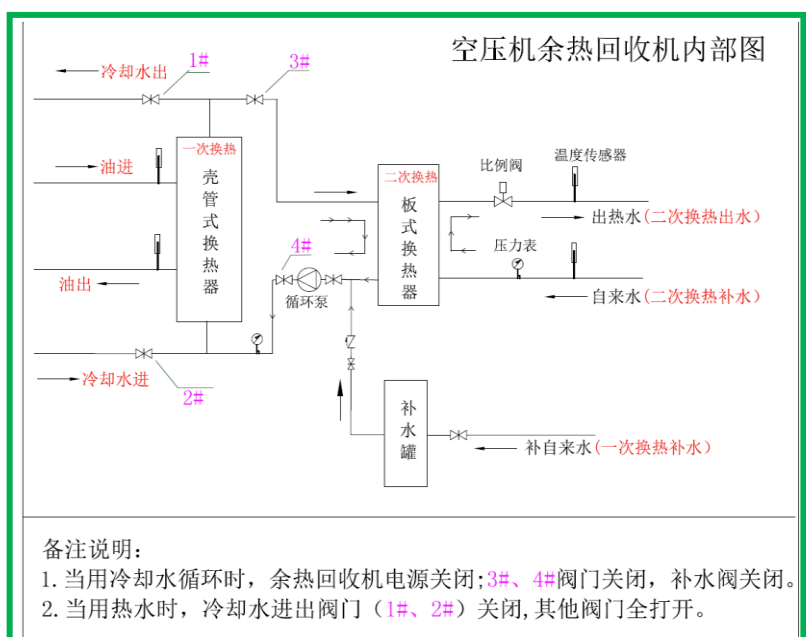 空压机余热回收机内部图
1#
3#
冷却水出
一次换热
油进
壳管式换热器
油出
4#
循环泵
冷却水进
2#
二次换热
板式换热器
比例阀
温度传感器
出热水(二次换热出水)
压力表
自来水(二次换热补水)
补水罐
补自来水(一次换热补水)
备注说明:
1.当用冷却水循环时，余热回收机电源关闭;3#、4#阀门关闭，补水阀关闭。
2.当用热水时，冷却水进出阀门（1#、2#）关闭,其他阀门全打开。